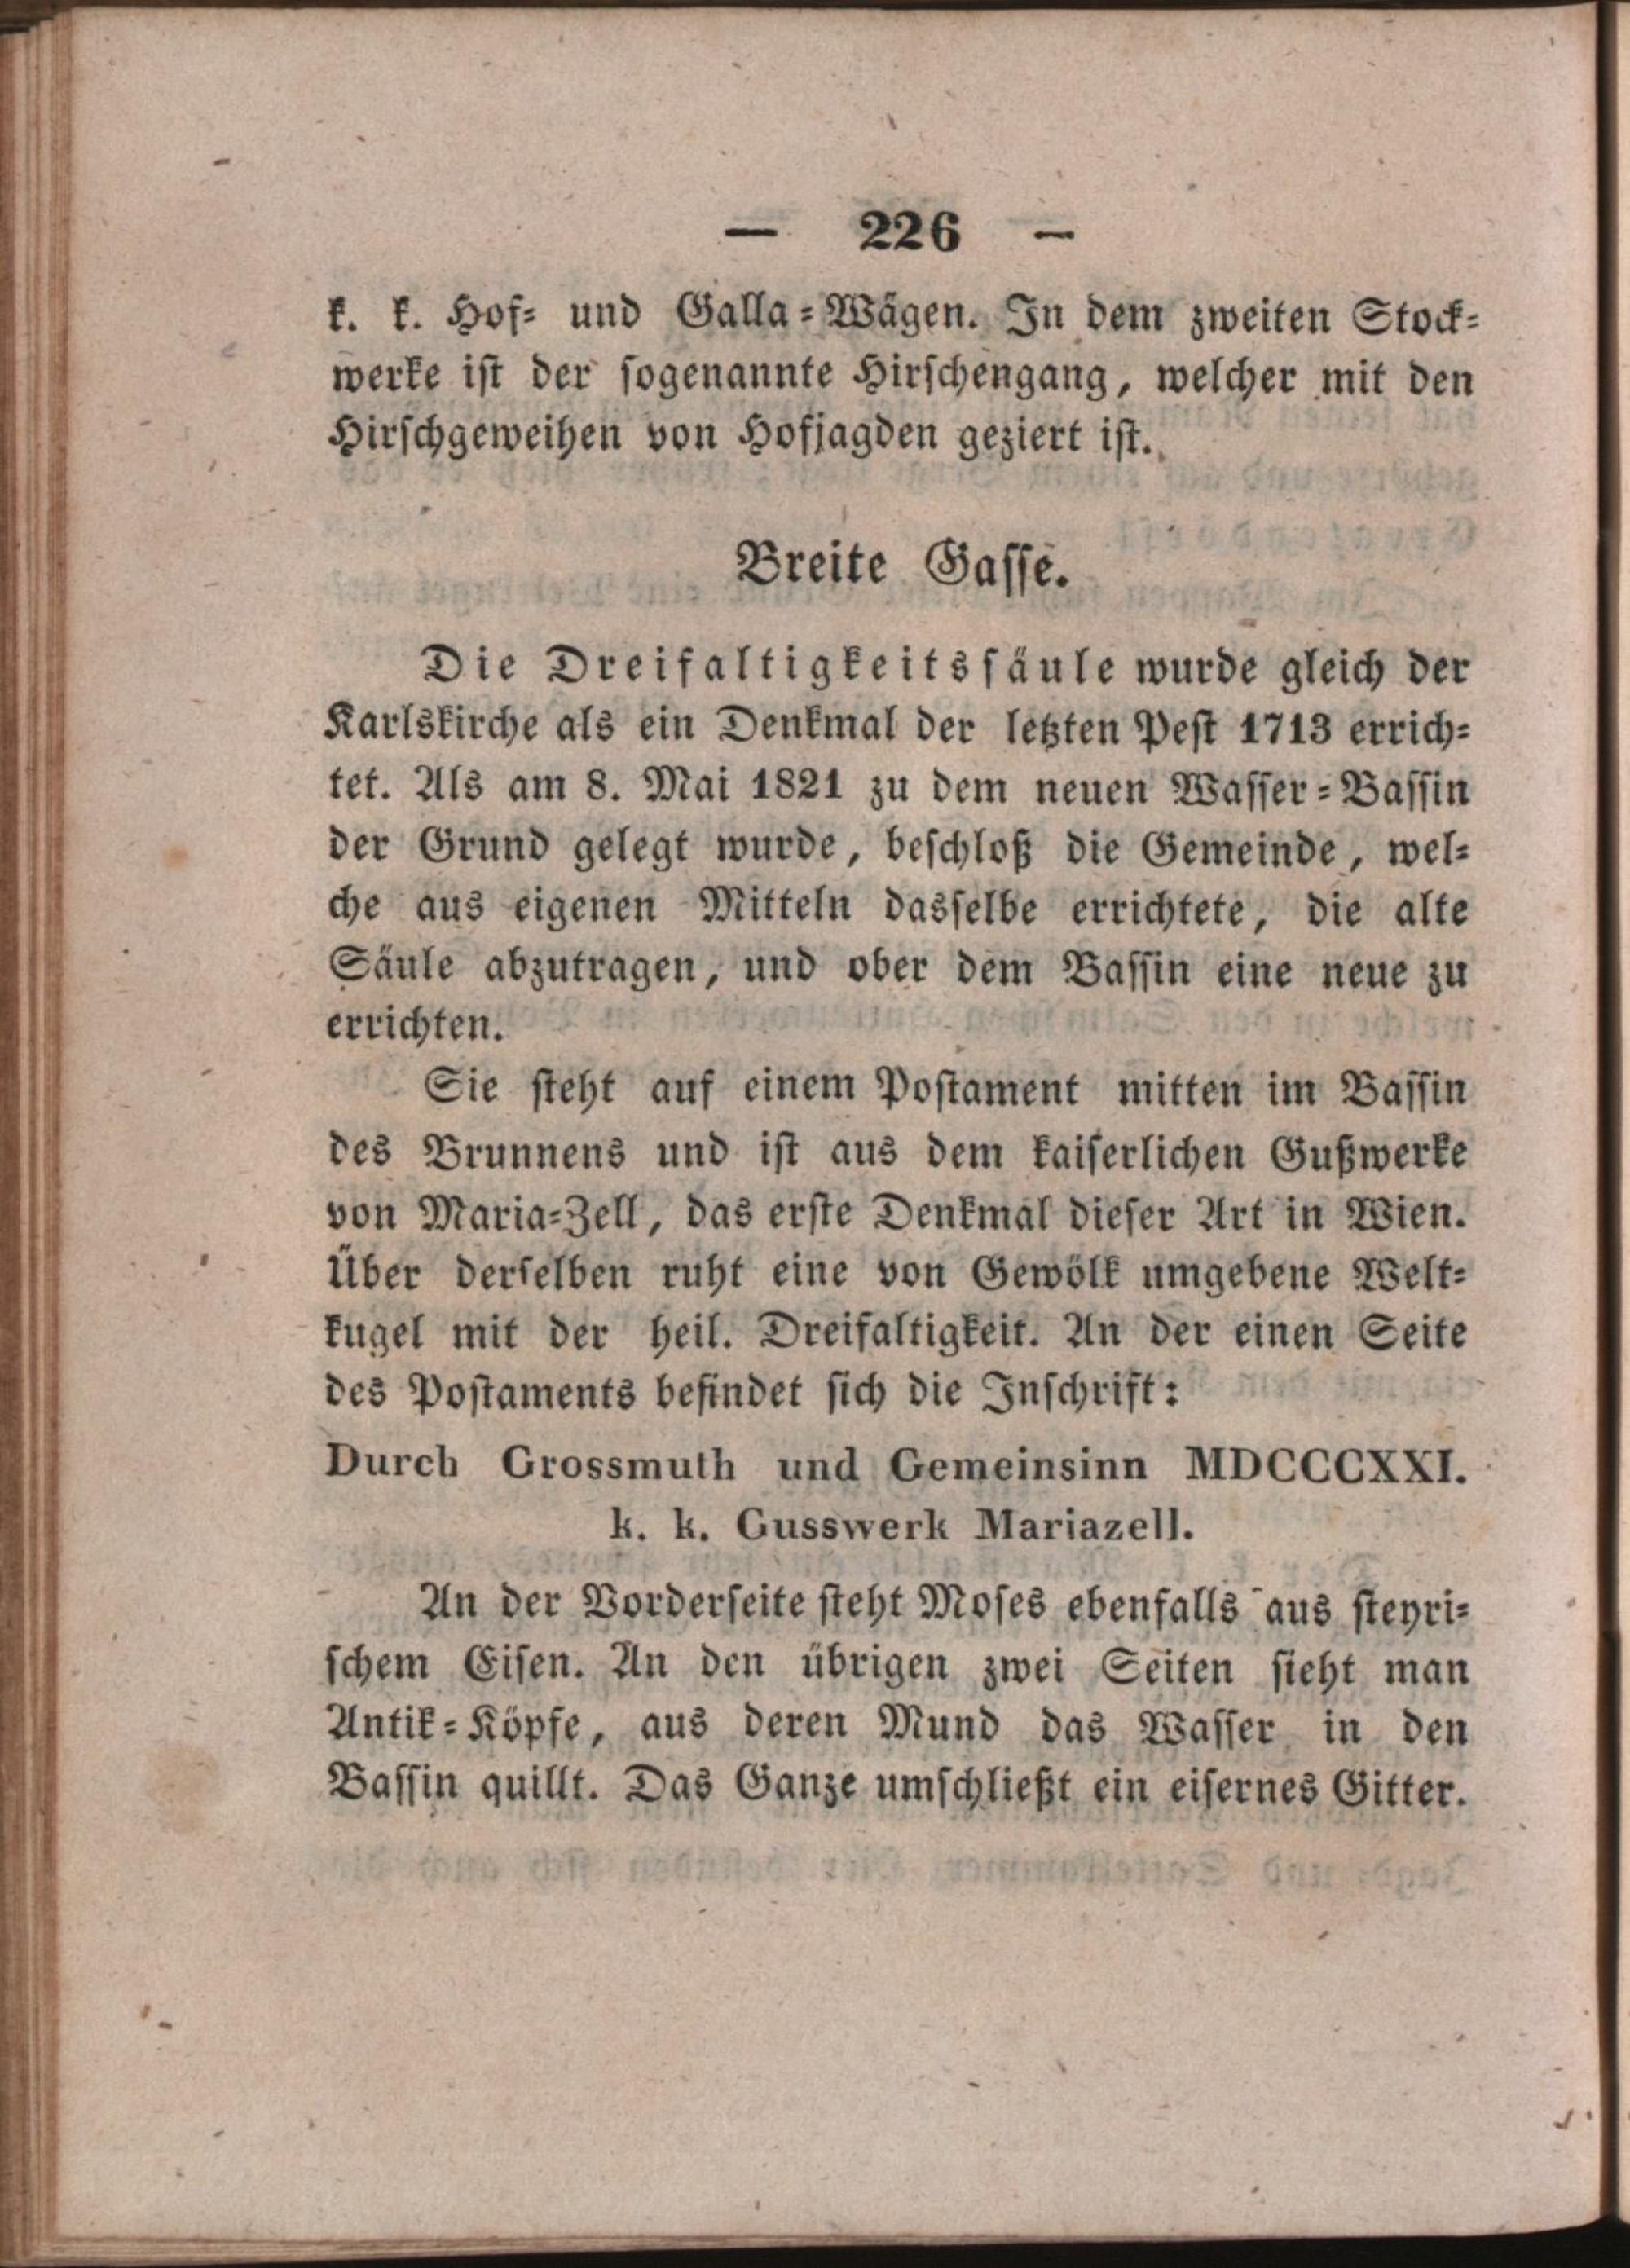 — 226 —
k. k. Hof- und Galla-Wägen. In dem zweiten Stock-
werke ist der sogenannte Hirschengang, welcher mit den
Hirschgeweihen von Hofjagden geziert ist.
Breite Gasse.
Die Dreifaltigkeitssäule wurde gleich der
Karlskirche als ein Denkmal der letzten Pest 1713 errich-
tet. Als am 8. Mai 1821 zu dem neuen Wasser-Bassin
der Grund gelegt wurde, beschloß die Gemeinde, wel-
che aus eigenen Mitteln dasselbe errichtete, die alte
Säule abzutragen, und ober dem Bassin eine neue zu
errichten.
Sie steht auf einem Postament mitten im Bassin
des Brunnens und ist aus dem kaiserlichen Gußwerke
von Maria-Zell, das erste Denkmal dieser Art in Wien.
Über derselben ruht eine von Gewölk umgebene Welt-
kugel mit der heil. Dreifaltigkeit. An der einen Seite
des Postaments befindet sich die Inschrift:
Durch Grossmuth und Gemeinsinn MDCCCXXI.
k. k. Gusswerk Mariazell.
An der Vorderseite steht Moses ebenfalls aus steyri-
schem Eisen. An den übrigen zwei Seiten sieht man
Antik-Köpfe, aus deren Mund das Wasser in den
Bassin quillt. Das Ganze umschließt ein eisernes Gitter.